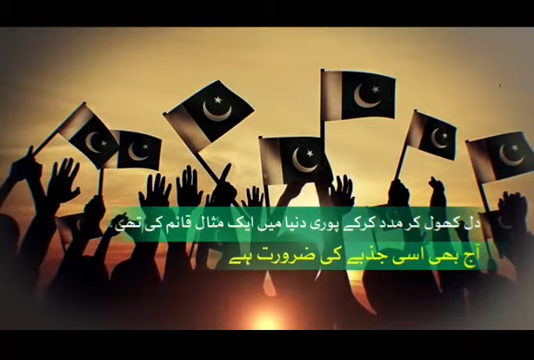 دل کھول کر مدد کرکے پوری دنیا میں ایک مثال قائم کی تھی۔
آج بھی اسی جذبے کی ضرورت ہے